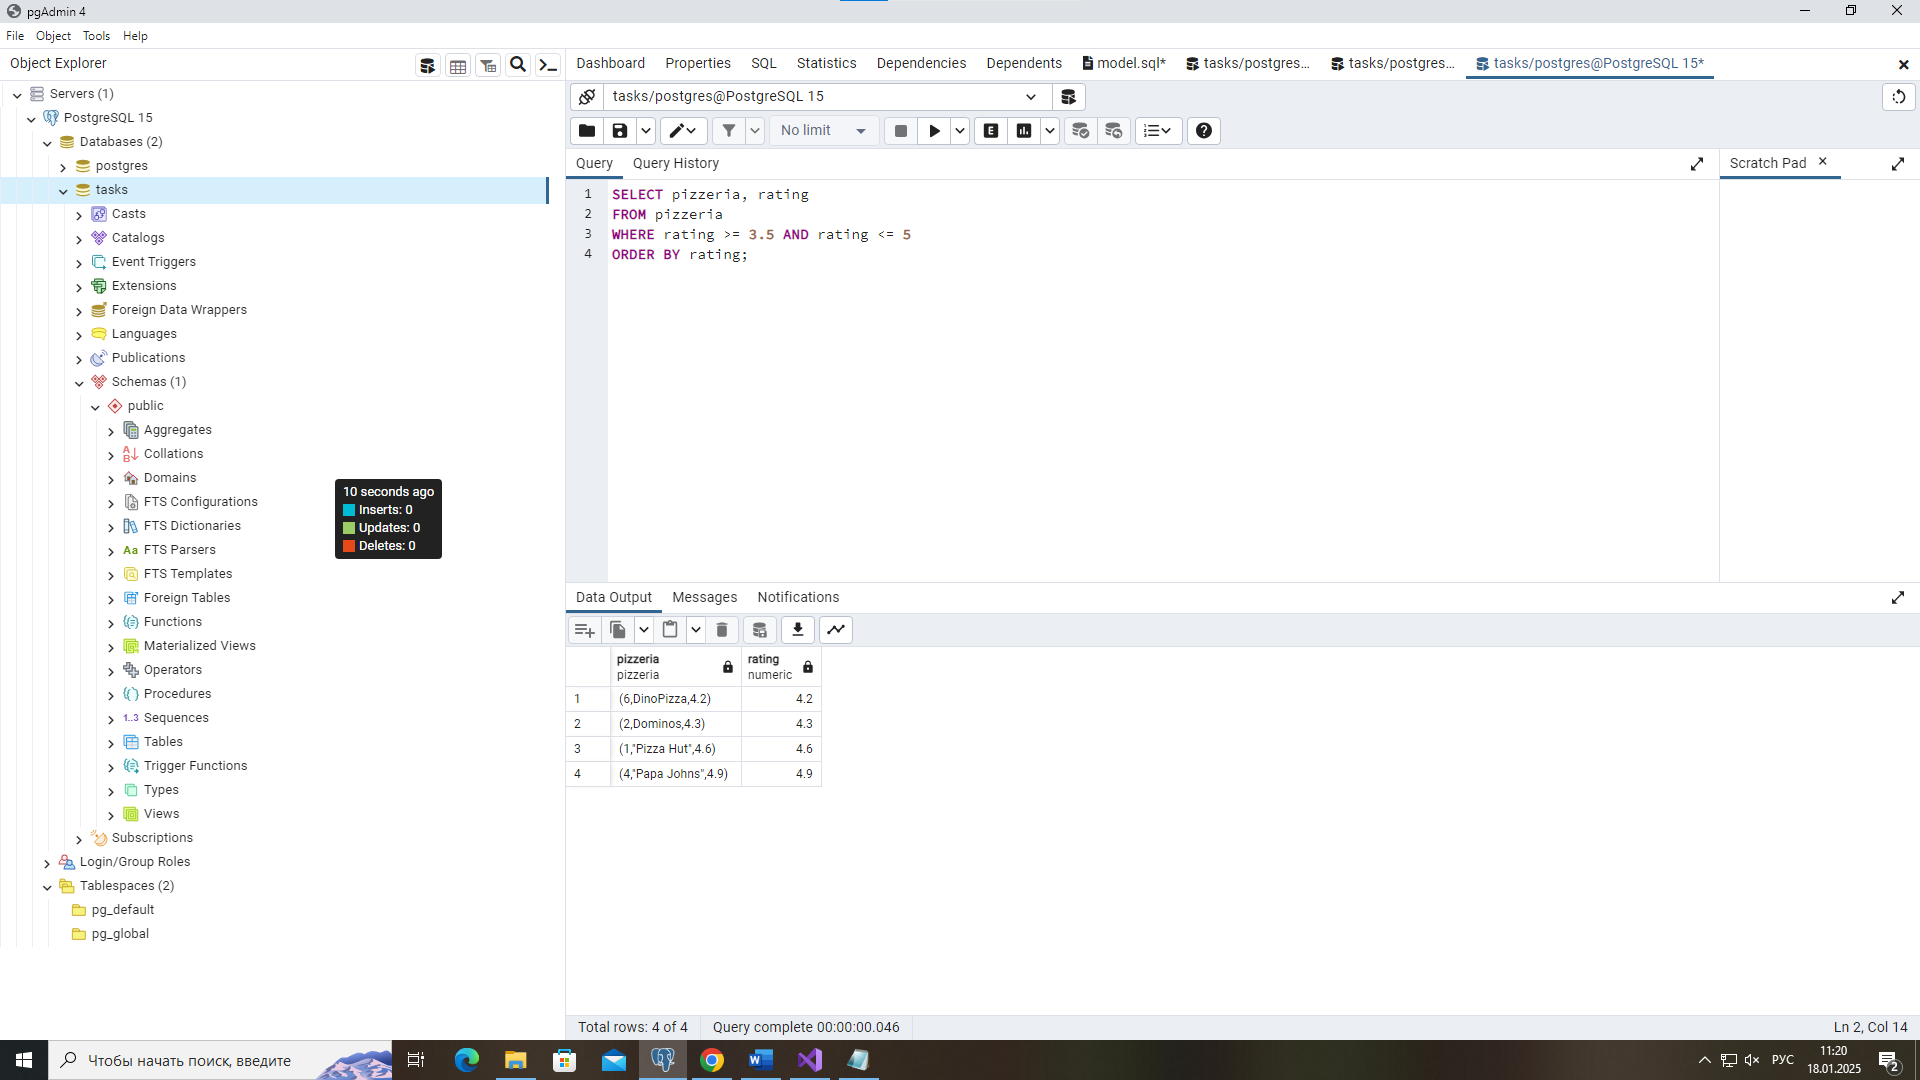 pgAdmin 4
File Object Tools Help
Object Explorer
Servers (1)
PostgreSQL 15
Databases (2)
postgres
tasks
Casts
Catalogs
Event Triggers
Extensions
Foreign Data Wrappers
Languages
Publications
Schemas (1)
public
Aggregates
Collations
Domains
FTS Configurations
FTS Dictionaries
Aa FTS Parsers
FTS Templates
Foreign Tables
Functions
Materialized Views
Operators
Procedures
1..3 Sequences
Tables
Trigger Functions
Types
Views
Subscriptions
Login/Group Roles
Tablespaces (2)
pg_default
pg_global
10 seconds ago
Inserts: 0
Updates: 0
Deletes: 0
Dashboard Properties SQL Statistics Dependencies Dependents model.sql* tasks/postgres... tasks/postgres... tasks/postgres@PostgreSQL 15*
tasks/postgres@PostgreSQL 15
No limit
Query Query History
Scratch Pad
1 SELECT pizzeria, rating
2 FROM pizzeria
3 WHERE rating >= 3.5 AND rating <= 5
4 ORDER BY rating;
Data Output Messages Notifications
pizzeria rating
pizzeria numeric
1 (6,DinoPizza,4.2) 4.2
2 (2,Dominos,4.3) 4.3
3 (1,"Pizza Hut",4.6) 4.6
4 (4,"Papa Johns",4.9) 4.9
Total rows: 4 of 4 Query complete 00:00:00.046 Ln 2, Col 14
Чтобы начать поиск, введите
РУС
11:20
18.01.2025
2